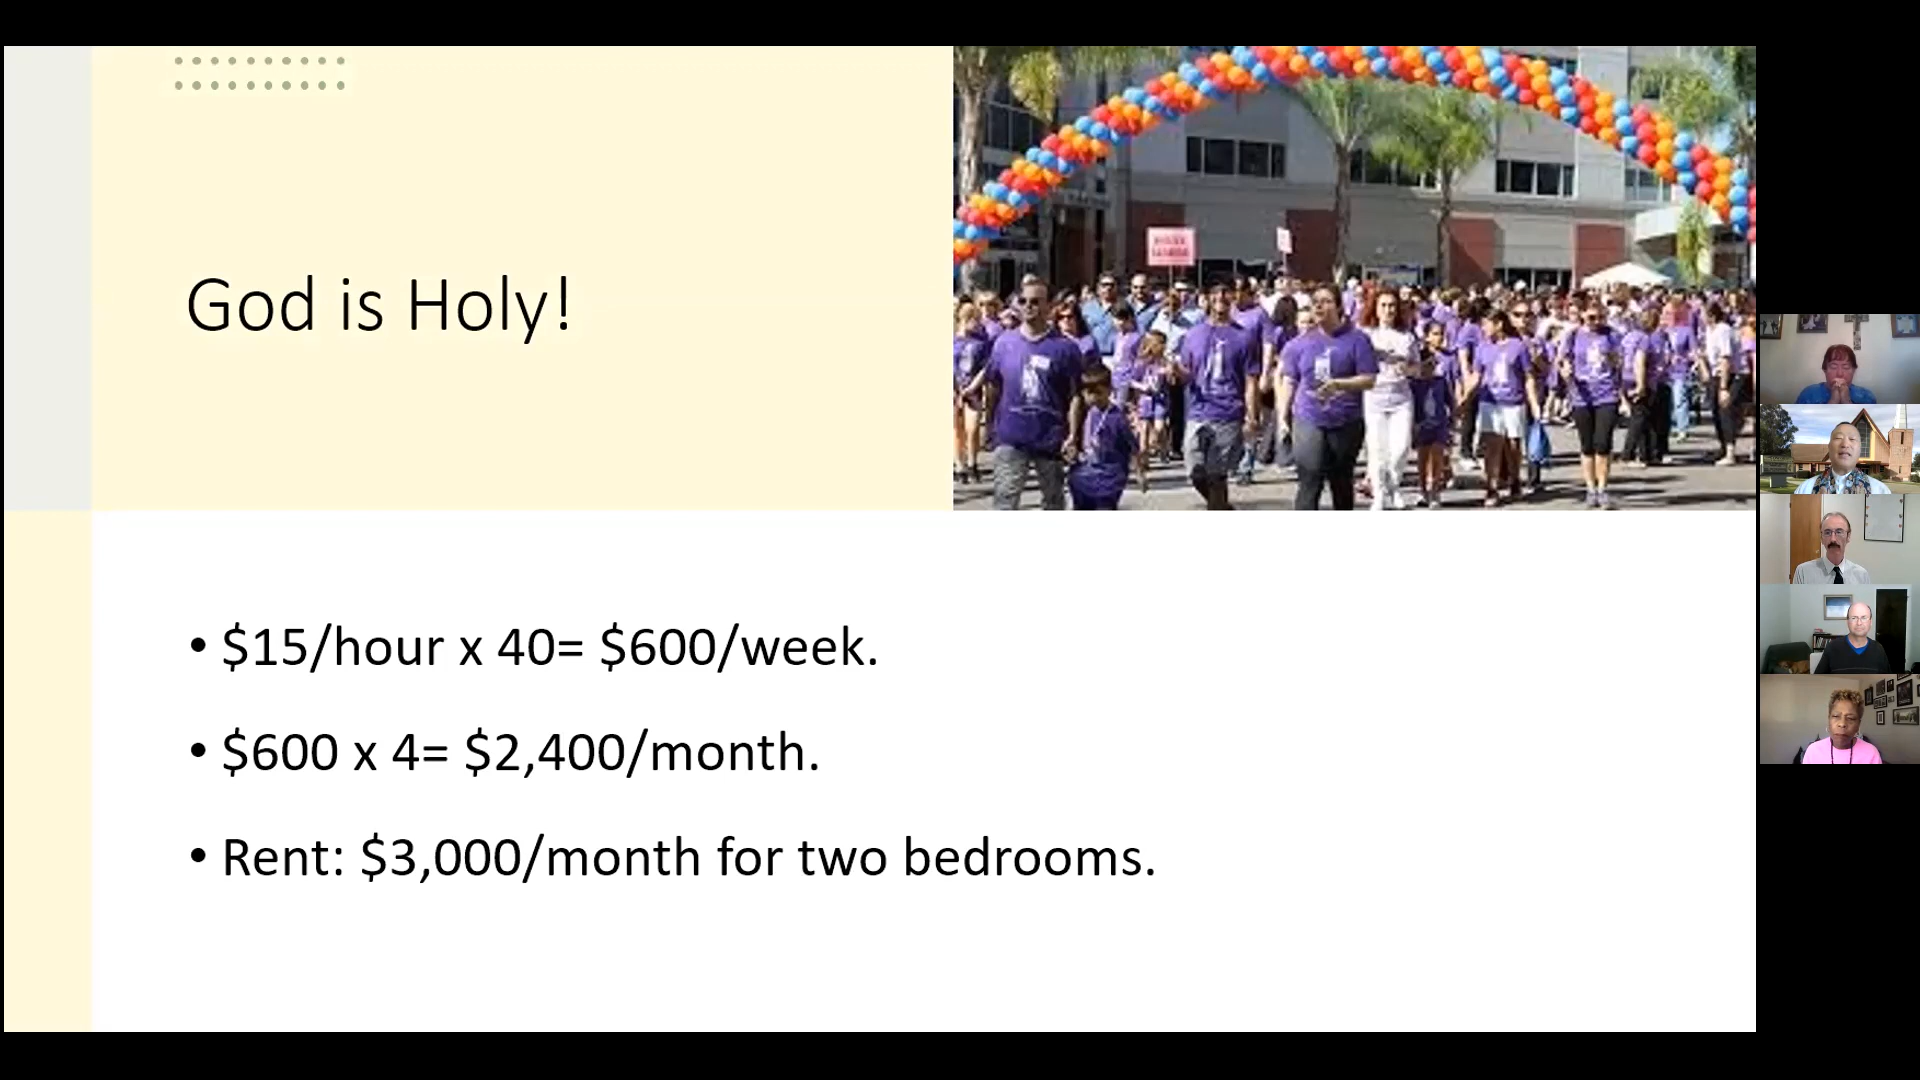 God is Holy!
• $15/hour x 40= $600/week.
• $600 x 4= $2,400/month.
• Rent: $3,000/month for two bedrooms.